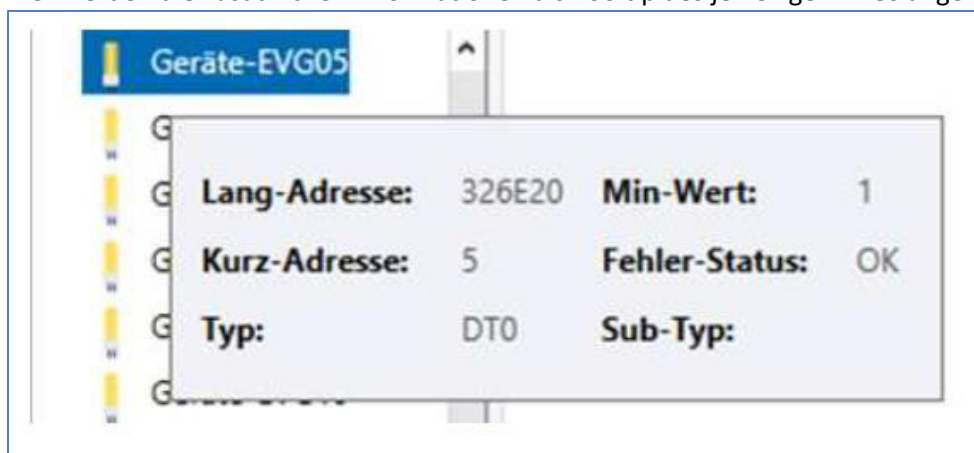 Geräte-EVG05
G
G
Lang-Adresse: 326E20 Min-Wert: 1
G
Kurz-Adresse: 5 Fehler-Status: OK
G
Typ: DT0 Sub-Typ:
G